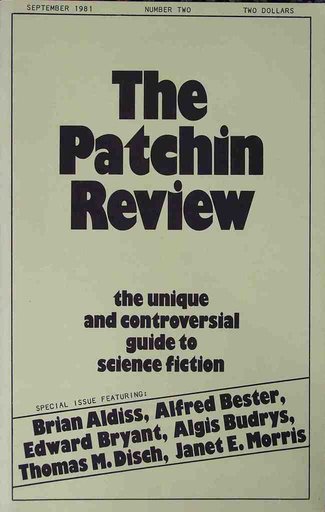 SEPTEMBER 1981 NUMBER TWO TWO DOLLARS
The
Patchin
Review
the unique
and controversial
guide to
science fiction
SPECIAL ISSUE FEATURING:
Brian Aldiss, Alfred Bester,
Edward Bryant, Algis Budrys,
Thomas M. Disch, Janet E. Morris